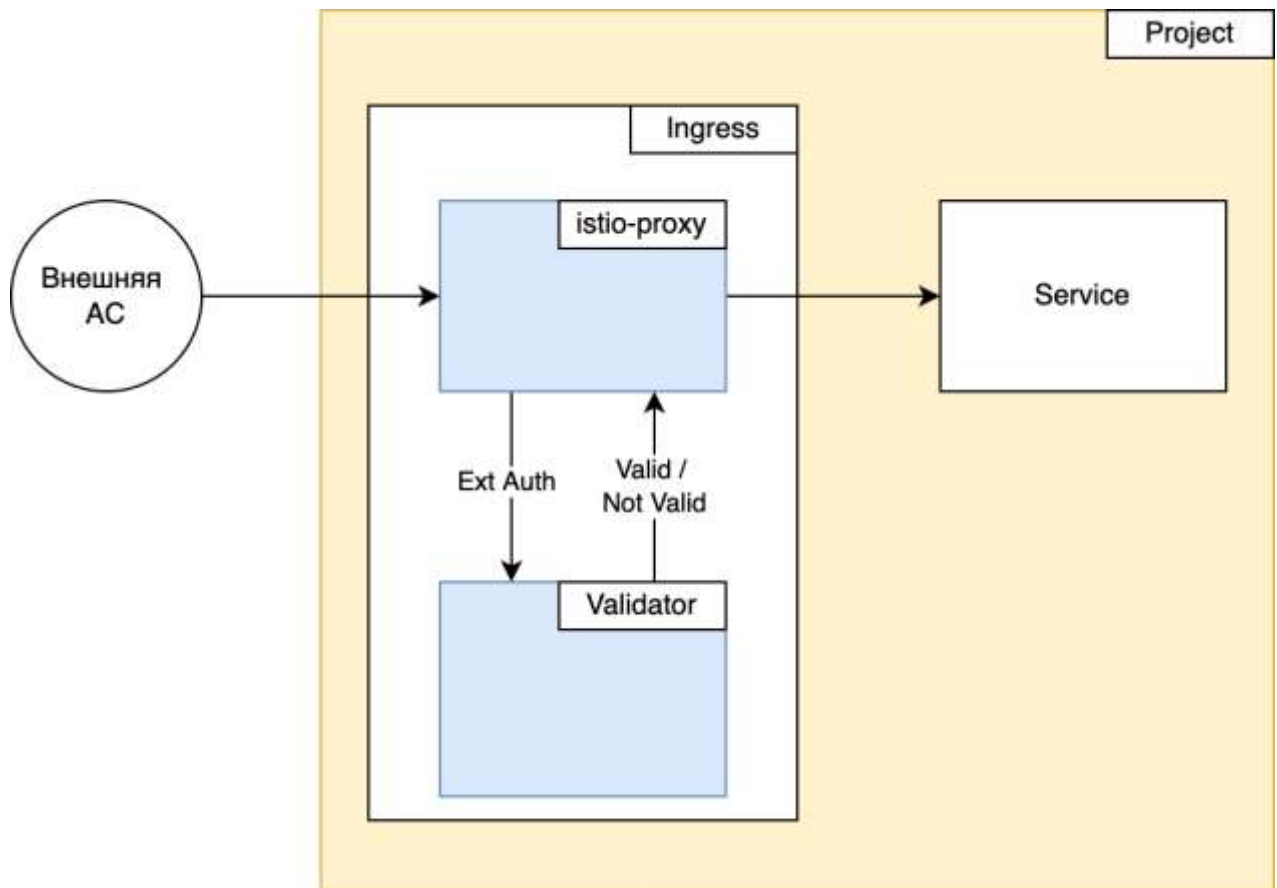 Project
Ingress
istio-proxy
Внешняя
АС
Service
Ext Auth
Valid /
Not Valid
Validator